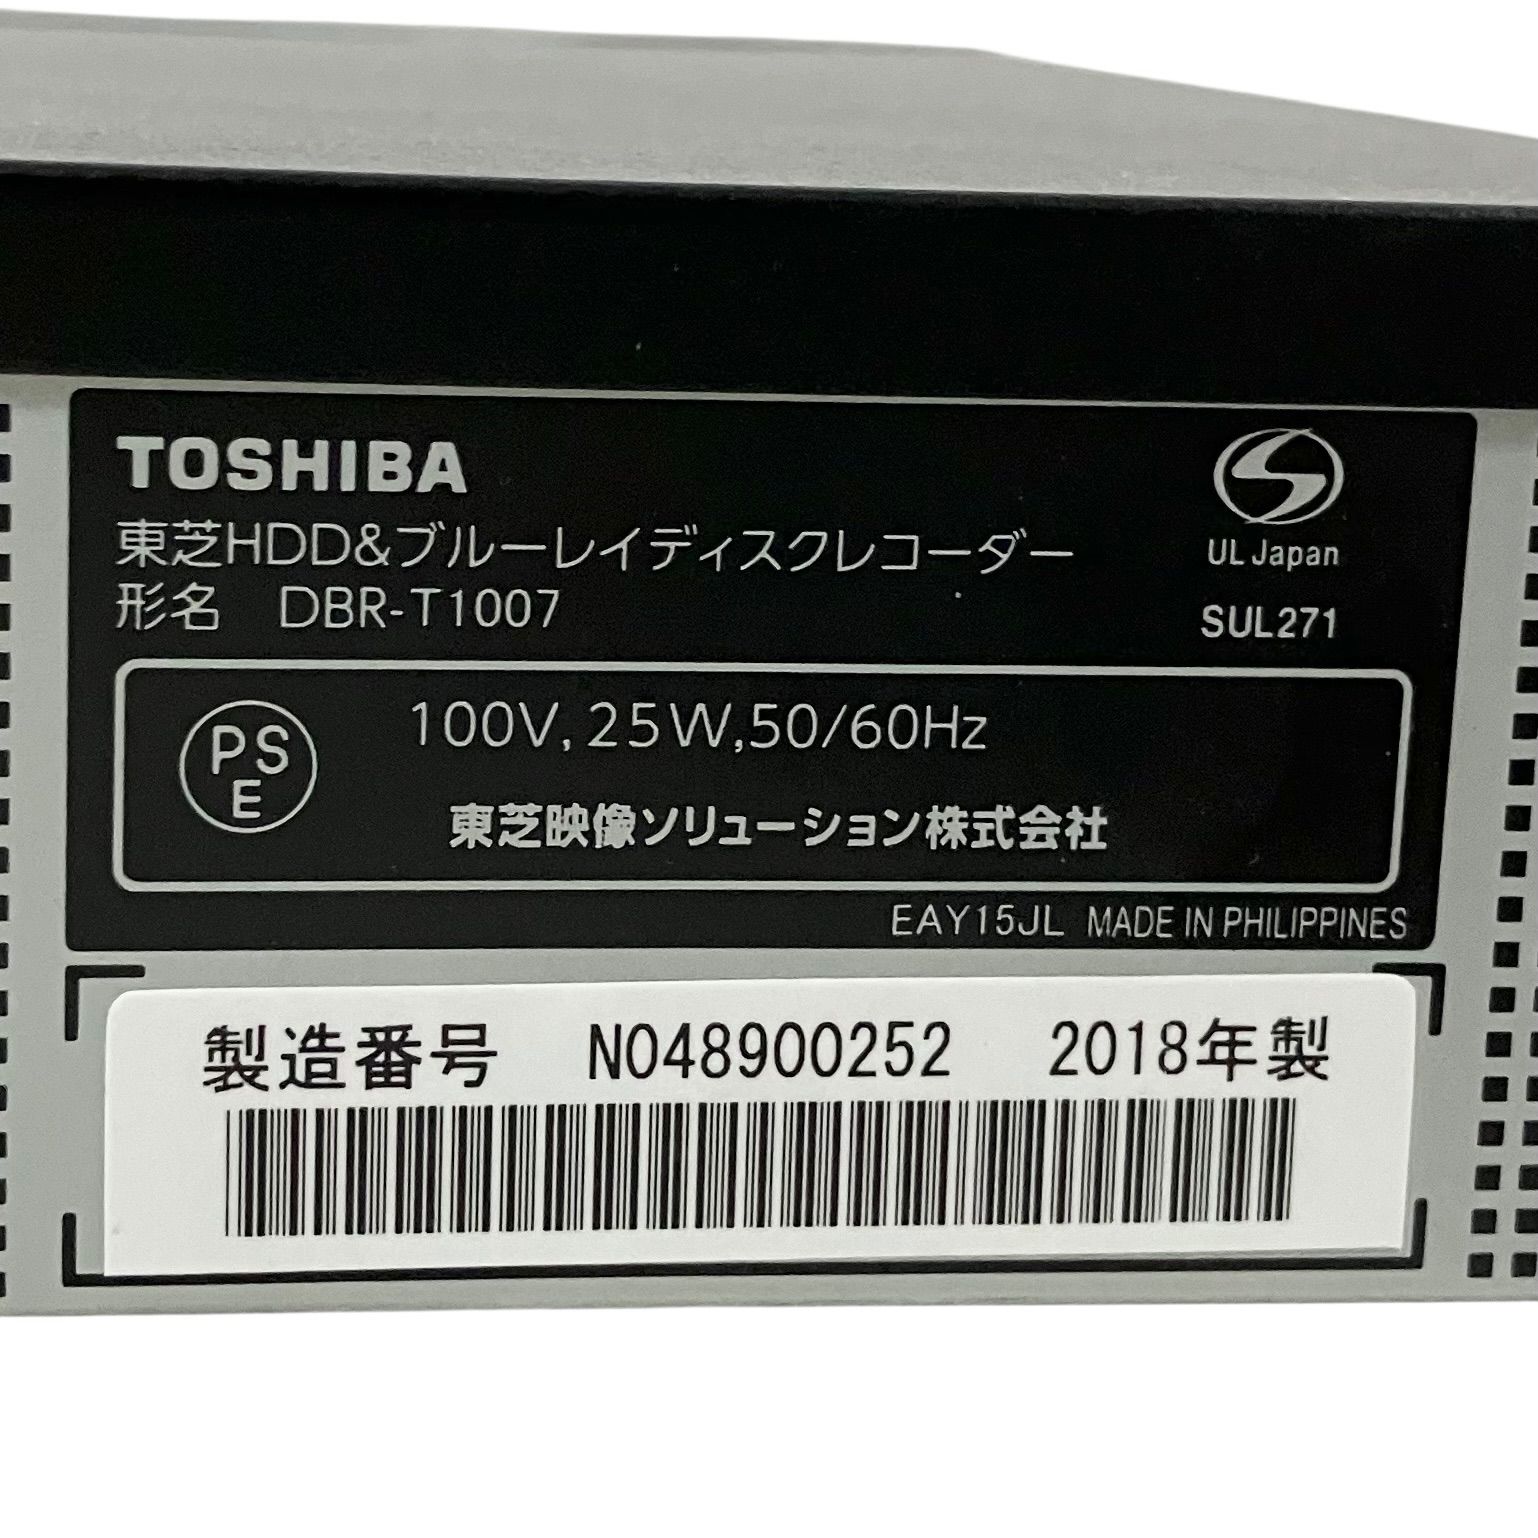 TOSHIBA
東芝HDD&ブルーレイディスクレコーダー
形名 DBR-T1007
UL Japan
SUL271
PS
E
100V, 25W, 50/60Hz
東芝映像ソリューション株式会社
EAY15JL MADE IN PHILIPPINES
製造番号 N048900252 2018年製